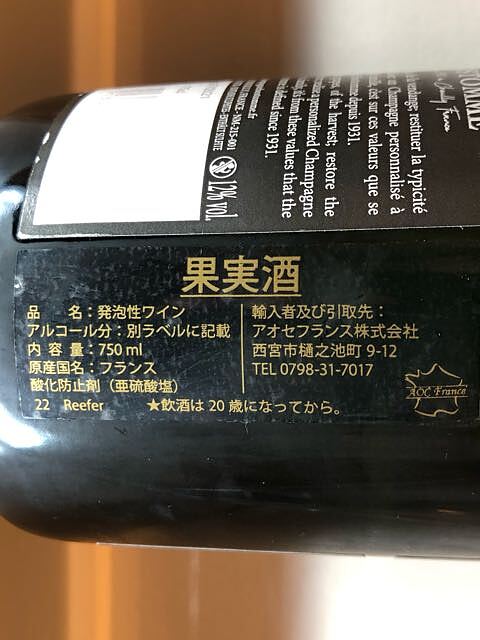 果実酒
品　　名：発泡性ワイン
アルコール分：別ラベルに記載
内 容 量：750 ml
原産国名：フランス
酸化防止剤（亜硫酸塩）
22 Reefer ★飲酒は 20 歳になってから。
輸入者及び引取先：
アオセフランス株式会社
西宮市樋之池町 9-12
TEL 0798-31-7017
AOC France
restituer la typicité
Champagne personnalisé à
c'est sur ces valeurs que se
depuis 1931.
of the harvest; restore the
a personalized Champagne
from these values that the
defined since 1931.
12% vol.